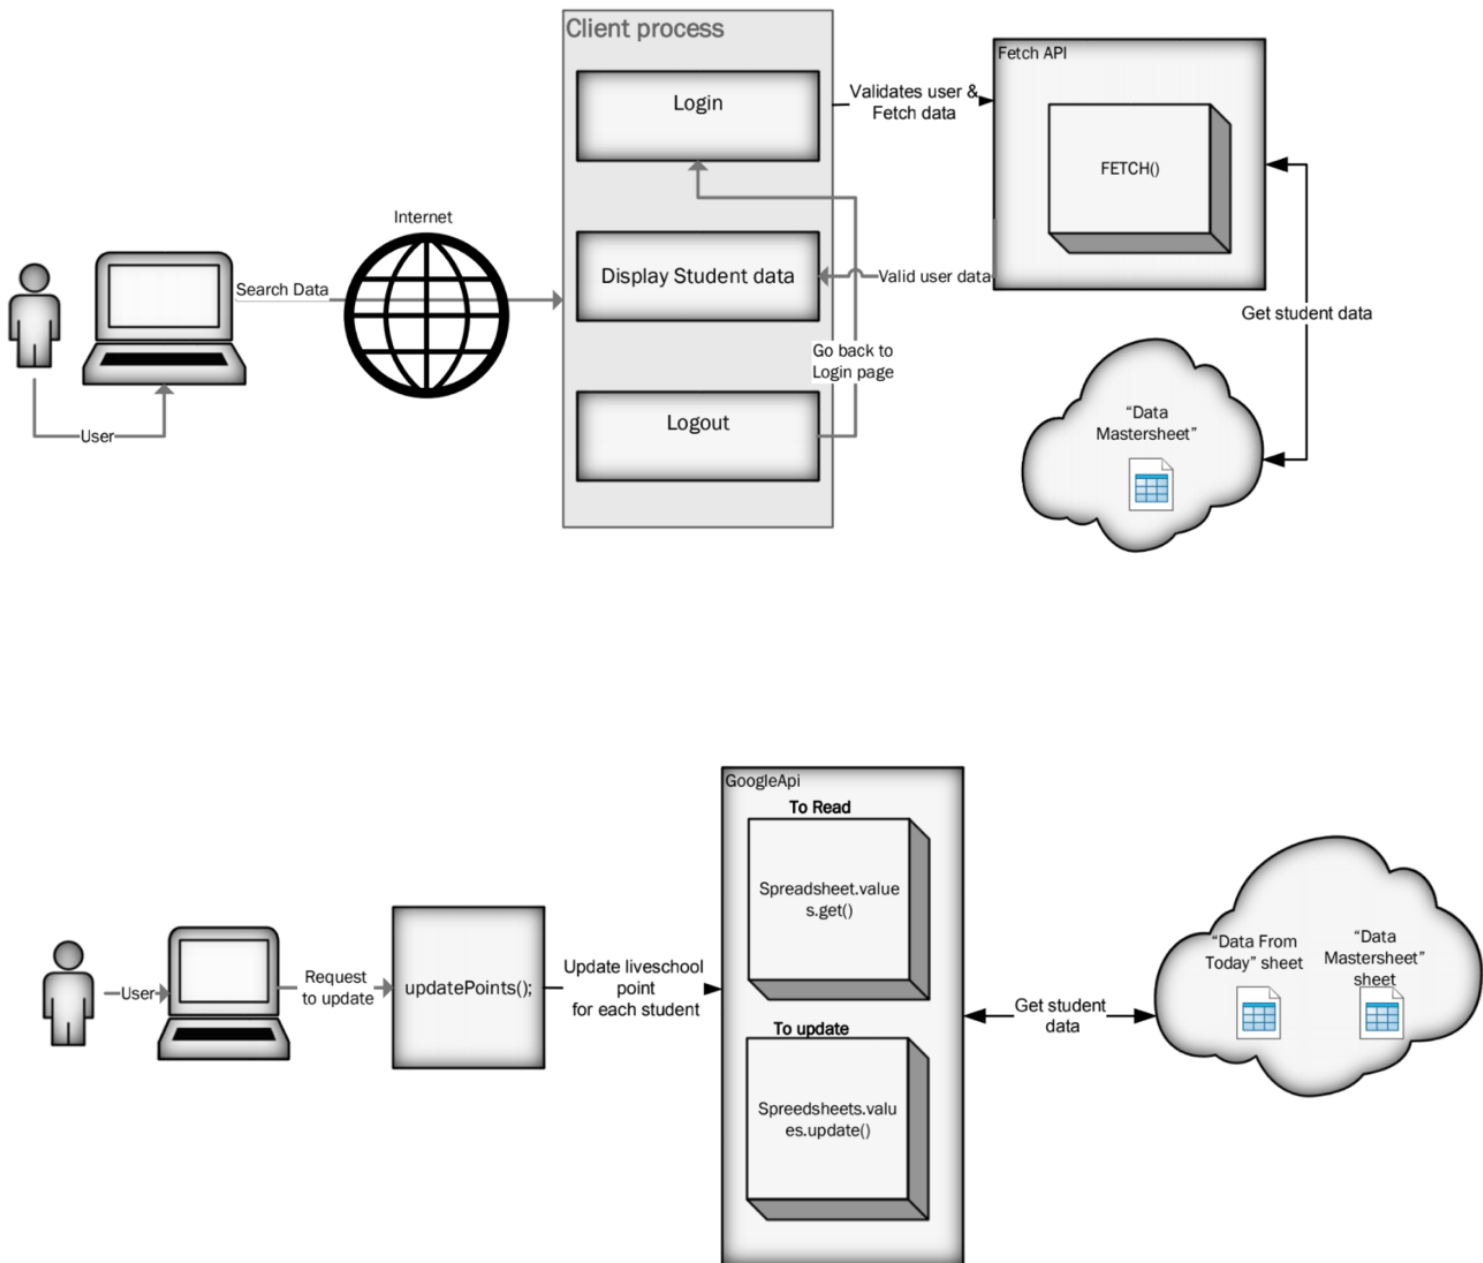 Client process
Login
Validates user &
Fetch data
Fetch API
FETCH()
Internet
Search Data
Display Student data
Valid user data
Get student data
Go back to
Login page
Logout
User
“Data
Mastersheet”
GoogleApi
To Read
Spreadsheet.value
s.get()
User
Request
to update
updatePoints();
Update liveschool
point
for each student
To update
Spreedsheets.valu
es.update()
Get student
data
“Data From
Today” sheet
“Data
Mastersheet”
sheet